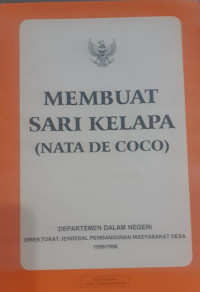 MEMBUAT
SARI KELAPA
(NATA DE COCO)
DEPARTEMEN DALAM NEGERI
DIREKTORAT JENDERAL PEMBANGUNAN MASYARAKAT DESA